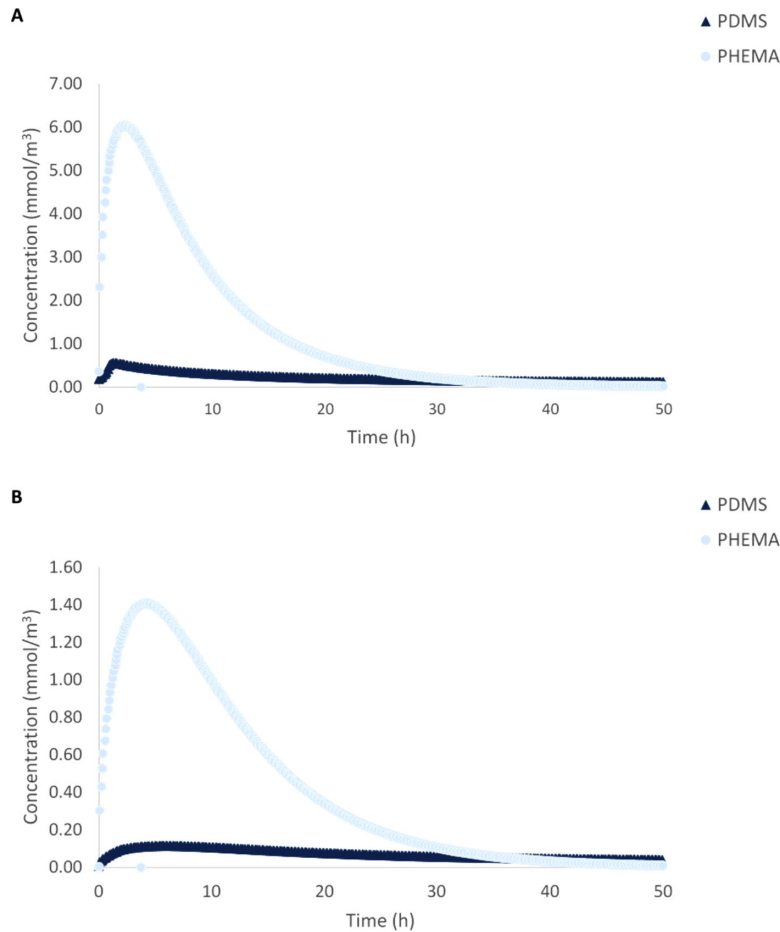 A
PDMS
PHEMA
7.00
6.00
5.00
4.00
3.00
2.00
1.00
0.00
Concentration (mmol/m³)
0 10 20 30 40 50
Time (h)
B
PDMS
PHEMA
1.60
1.40
1.20
1.00
0.80
0.60
0.40
0.20
0.00
Concentration (mmol/m³)
0 10 20 30 40 50
Time (h)